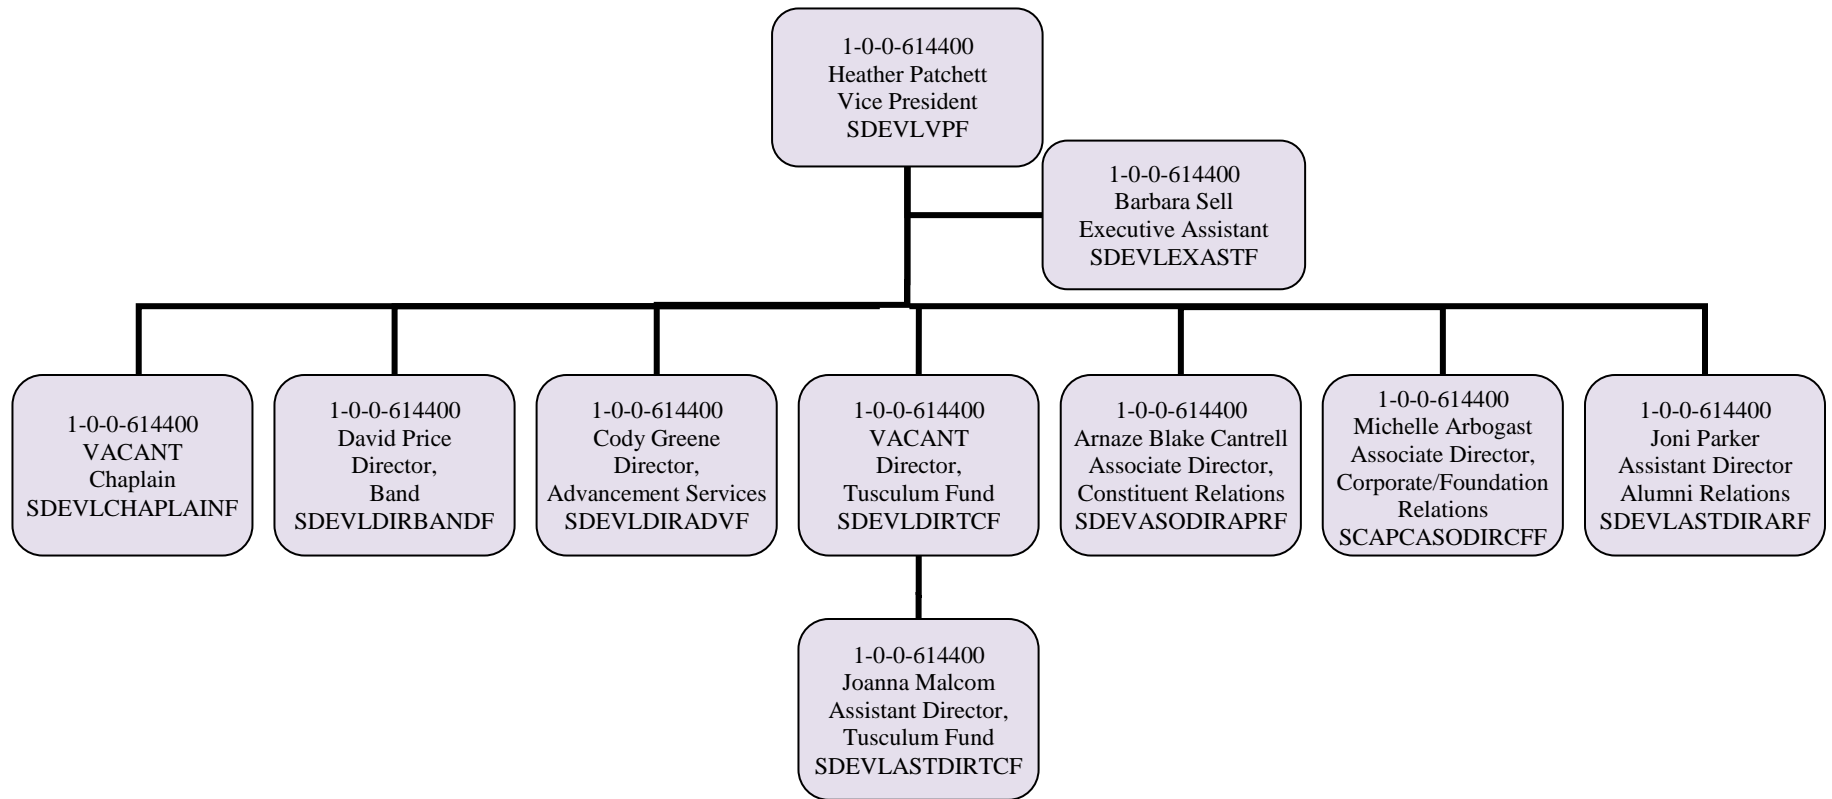 1-0-0-614400
Heather Patchett
Vice President
SDEVLVPF
1-0-0-614400
Barbara Sell
Executive Assistant
SDEVLEXASTF
1-0-0-614400
VACANT
Chaplain
SDEVLCHAPLAINF
1-0-0-614400
David Price
Director,
Band
SDEVLDIRBANDF
1-0-0-614400
Cody Greene
Director,
Advancement Services
SDEVLDIRADVF
1-0-0-614400
VACANT
Director,
Tusculum Fund
SDEVLDIRTCF
1-0-0-614400
Arnaze Blake Cantrell
Associate Director,
Constituent Relations
SDEVASODIRAPRF
1-0-0-614400
Michelle Arbogast
Associate Director,
Corporate/Foundation
Relations
SCAPCASODIRCFF
1-0-0-614400
Joni Parker
Assistant Director
Alumni Relations
SDEVLASTDIRARF
1-0-0-614400
Joanna Malcom
Assistant Director,
Tusculum Fund
SDEVLASTDIRTCF